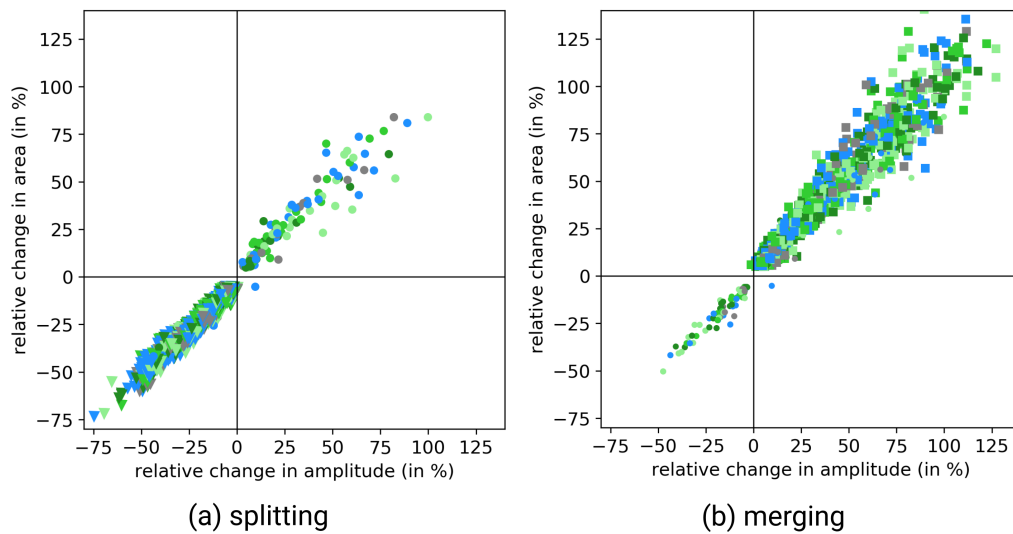 125
100
75
50
25
0
−25
−50
−75
relative change in area (in %)
−75 −50 −25 0 25 50 75 100 125
relative change in amplitude (in %)
(a) splitting
125
100
75
50
25
0
−25
−50
−75
relative change in area (in %)
−75 −50 −25 0 25 50 75 100 125
relative change in amplitude (in %)
(b) merging